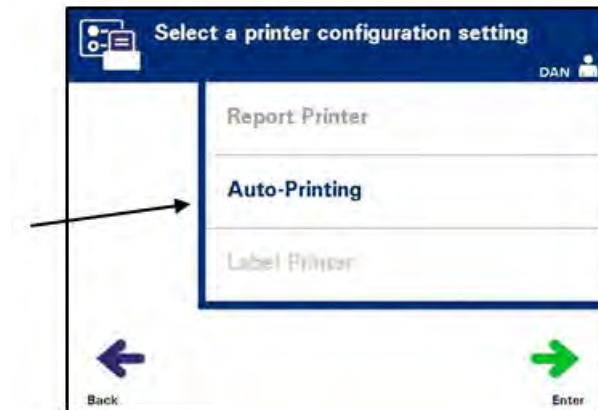 Select a printer configuration setting
DAN
Report Printer
Auto-Printing
Label Printer
Back
Enter